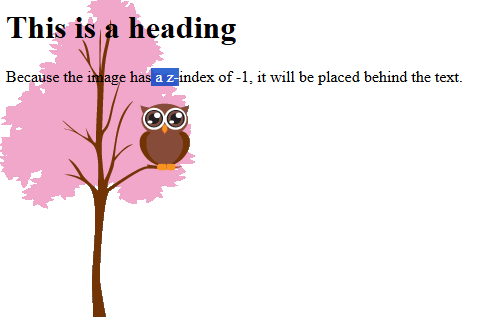 This is a heading
Because the image has a z-index of -1, it will be placed behind the text.